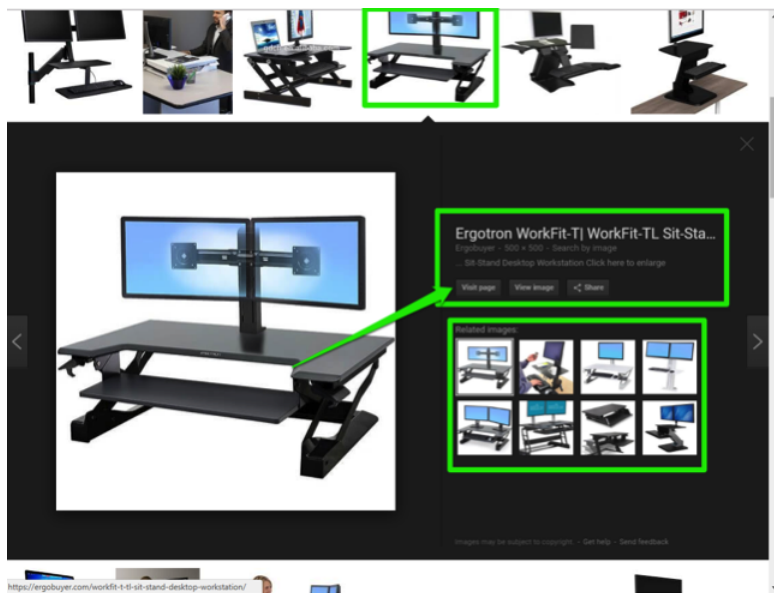 Ergotron WorkFit-T| WorkFit-TL Sit-Sta...
Ergobuyer - 500 × 500 - Search by image
... Sit-Stand Desktop Workstation Click here to enlarge
Visit page View image Share
Related images:
Images may be subject to copyright. - Get help - Send feedback
https://ergobuyer.com/workfit-t-tl-sit-stand-desktop-workstation/